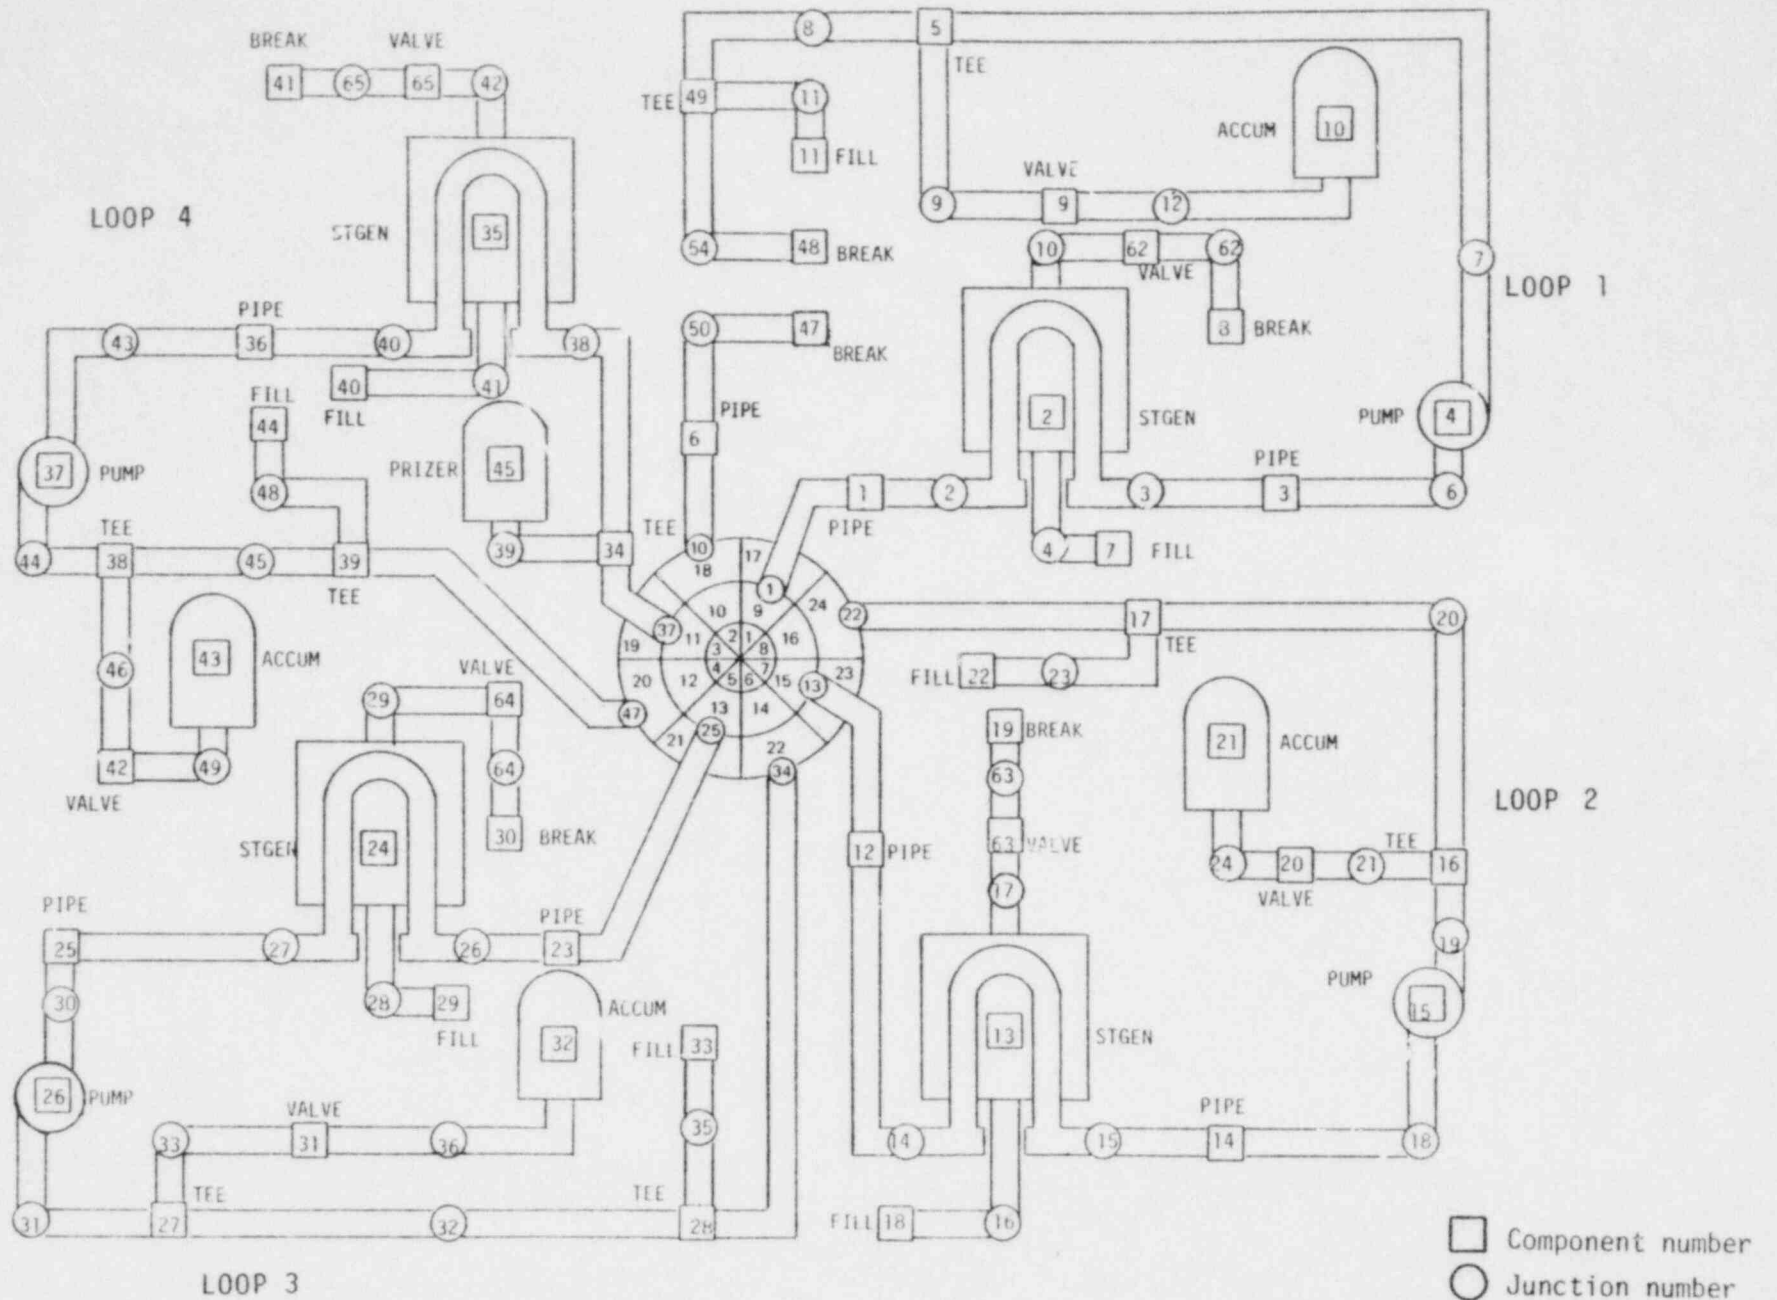 BREAK
VALVE
41
65
65
42
8
5
TEE
TEE
49
11
11
FILL
ACCUM
10
VALVE
9
9
12
54
48
BREAK
10
62
62
VALVE
8
BREAK
7
LOOP 1
LOOP 4
STGEN
35
PIPE
43
36
40
38
40
FILL
41
FILL
44
50
47
BREAK
PIPE
6
2
STGEN
PUMP
4
PIPE
1
2
3
3
6
PIPE
4
7
FILL
37
PUMP
48
PRIZER
45
39
34
TEE
TEE
44
38
45
39
TEE
10
17
18
1
24
22
9
10
16
11
37
19
2
1
3
8
4
7
5
6
20
12
15
13
23
47
13
14
25
21
22
34
17
20
TEE
FILL
22
23
46
43
ACCUM
42
49
VALVE
VALVE
29
64
64
30
BREAK
STGEN
24
19
BREAK
63
63
VALVE
17
21
ACCUM
LOOP 2
12
PIPE
24
20
21
TEE
16
VALVE
19
PUMP
15
PIPE
25
27
26
PIPE
23
30
28
29
FILL
ACCUM
32
FILL
33
13
STGEN
26
PUMP
VALVE
33
31
36
35
PIPE
14
15
14
18
TEE
TEE
31
27
32
28
FILL
18
16
LOOP 3
Component number
Junction number